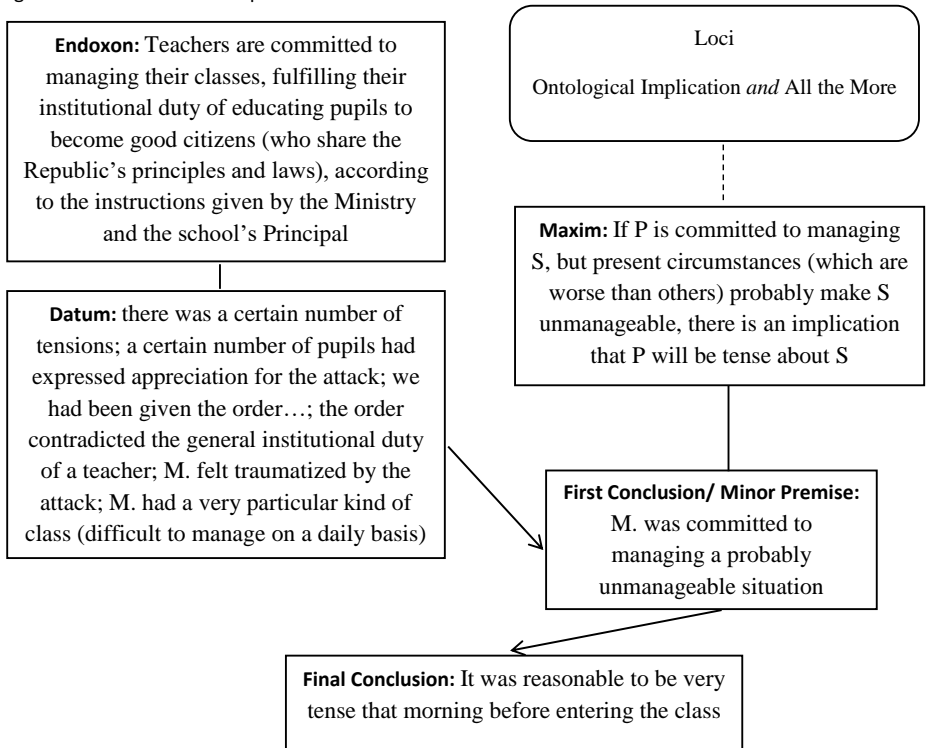 Endoxon: Teachers are committed to
managing their classes, fulfilling their
institutional duty of educating pupils to
become good citizens (who share the
Republic’s principles and laws), according
to the instructions given by the Ministry
and the school’s Principal
Loci
Ontological Implication and All the More
Datum: there was a certain number of
tensions; a certain number of pupils had
expressed appreciation for the attack; we
had been given the order…; the order
contradicted the general institutional duty
of a teacher; M. felt traumatized by the
attack; M. had a very particular kind of
class (difficult to manage on a daily basis)
Maxim: If P is committed to managing
S, but present circumstances (which are
worse than others) probably make S
unmanageable, there is an implication
that P will be tense about S
First Conclusion/ Minor Premise:
M. was committed to
managing a probably
unmanageable situation
Final Conclusion: It was reasonable to be very
tense that morning before entering the class